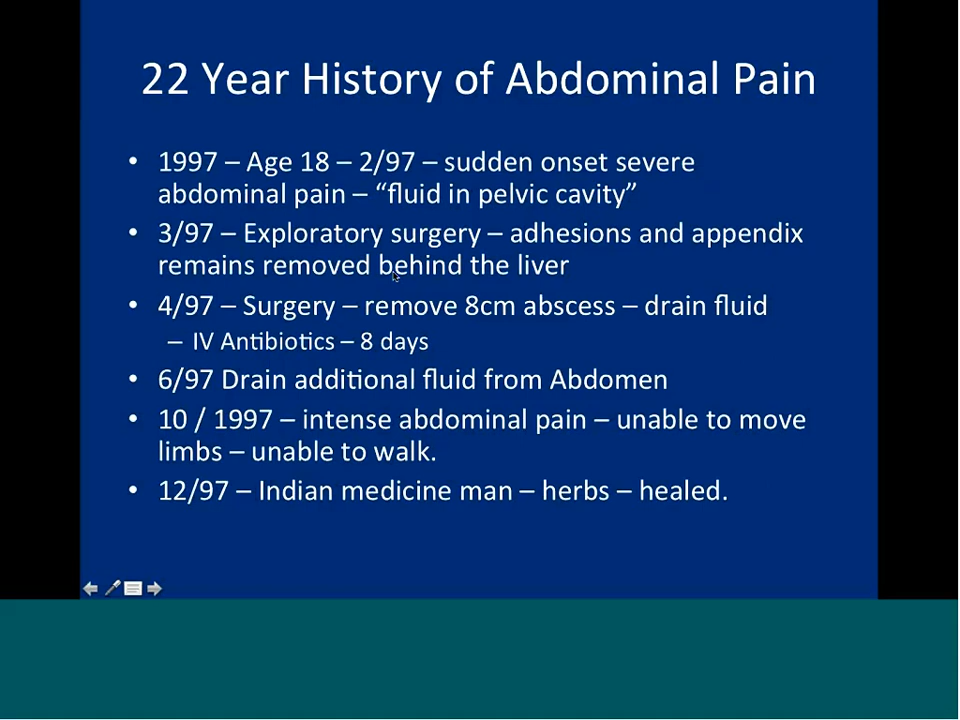 22 Year History of Abdominal Pain
• 1997 – Age 18 – 2/97 – sudden onset severe
abdominal pain – “fluid in pelvic cavity”
• 3/97 – Exploratory surgery – adhesions and appendix
remains removed behind the liver
• 4/97 – Surgery – remove 8cm abscess – drain fluid
– IV Antibiotics – 8 days
• 6/97 Drain additional fluid from Abdomen
• 10 / 1997 – intense abdominal pain – unable to move
limbs – unable to walk.
• 12/97 – Indian medicine man – herbs – healed.